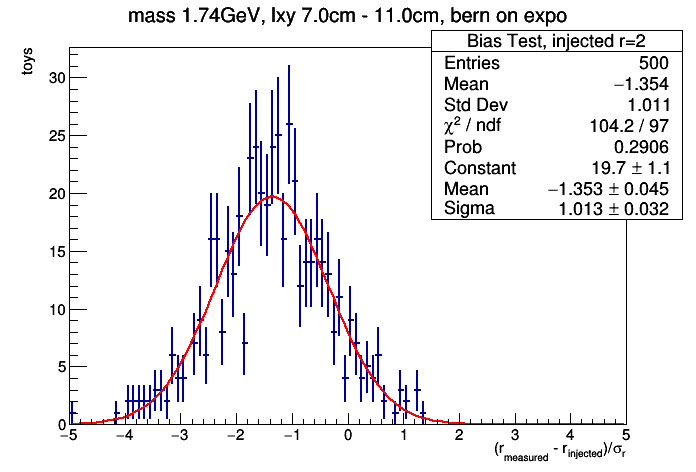 mass 1.74GeV, lxy 7.0cm - 11.0cm, bern on expo
toys
Bias Test, injected r=2
Entries 500
Mean −1.354
Std Dev 1.011
χ² / ndf 104.2 / 97
Prob 0.2906
Constant 19.7 ± 1.1
Mean −1.353 ± 0.045
Sigma 1.013 ± 0.032
30
25
20
15
10
5
0
−5 −4 −3 −2 −1 0 1 2 3 4 5
(r_measured - r_injected)/σ_r